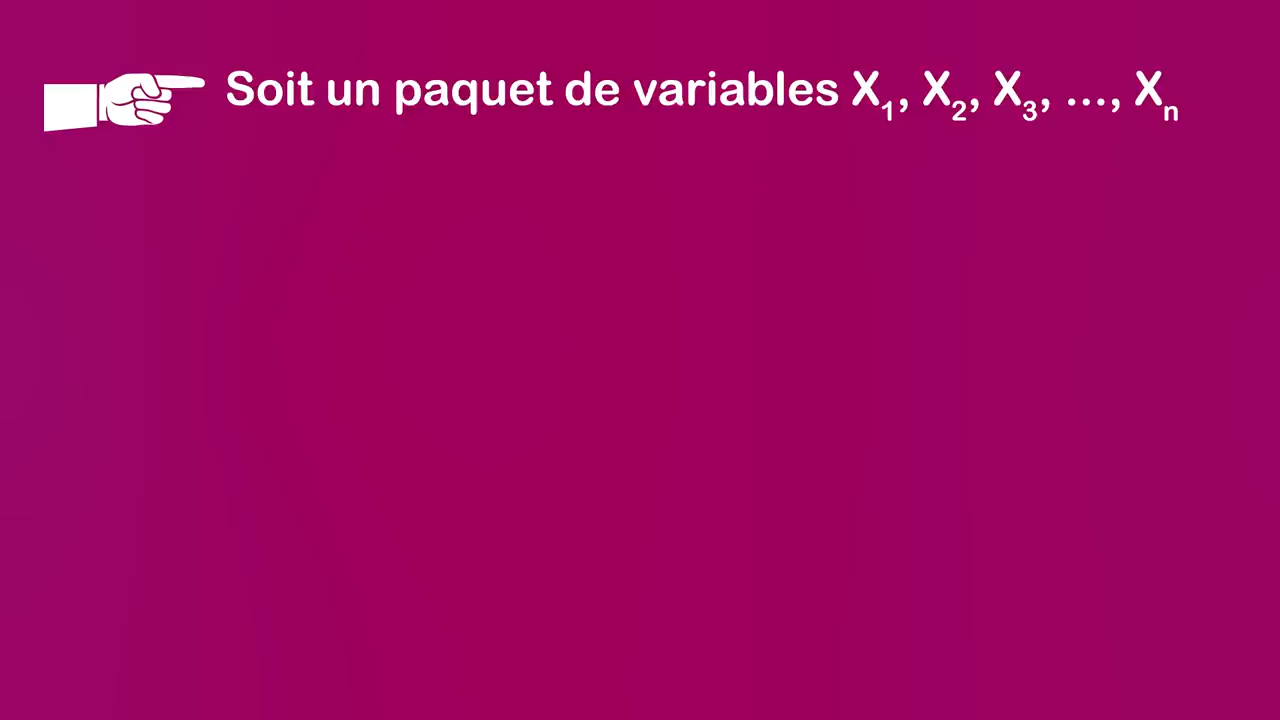 Soit un paquet de variables X₁, X₂, X₃, ..., Xₙ